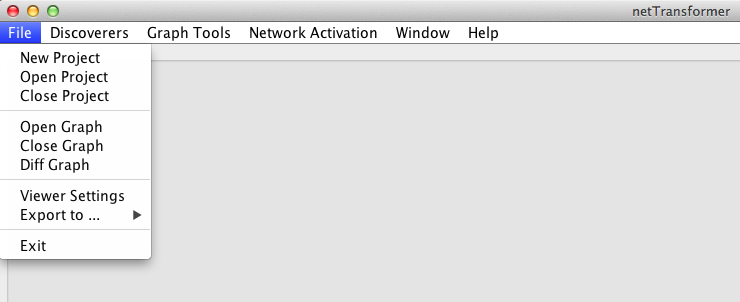 netTransformer
File Discoverers Graph Tools Network Activation Window Help
New Project
Open Project
Close Project
Open Graph
Close Graph
Diff Graph
Viewer Settings
Export to ...
Exit